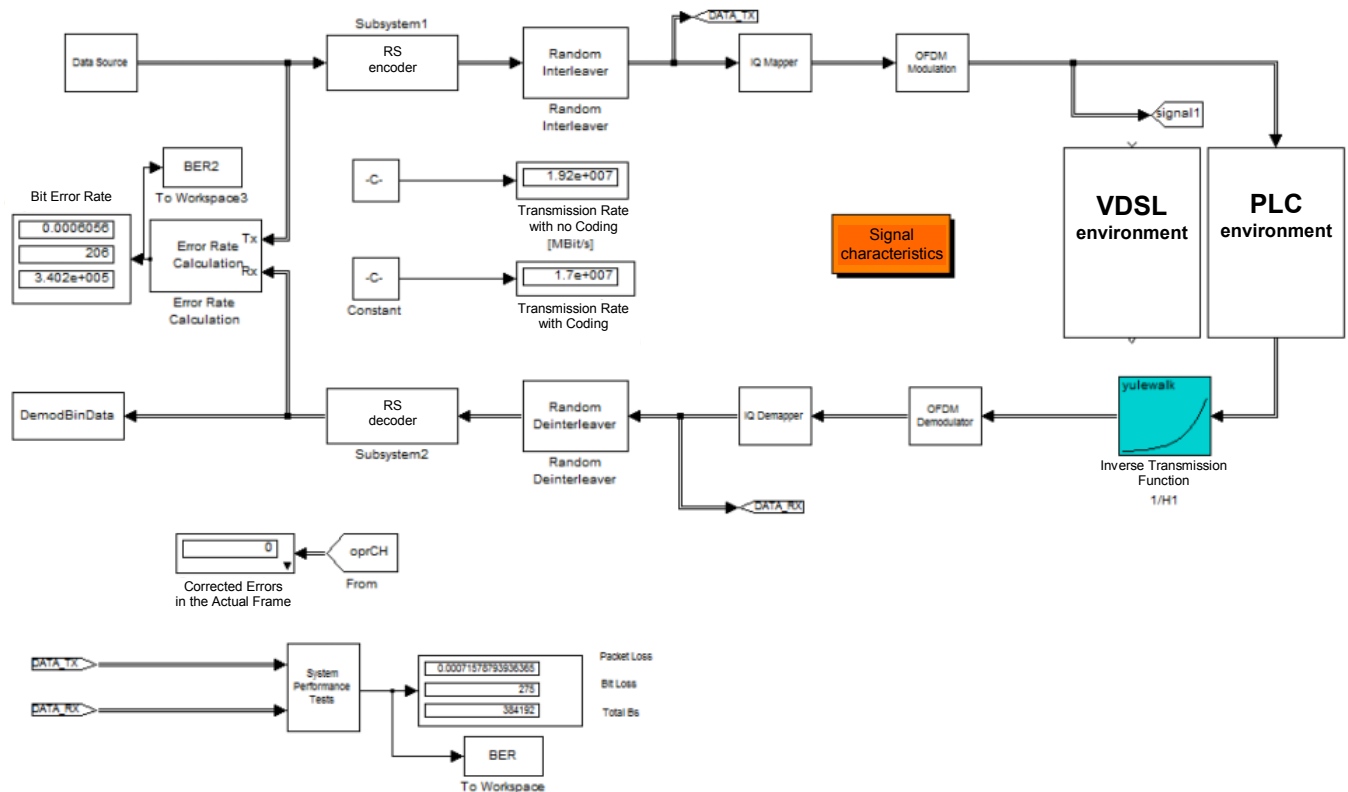 Subsystem1
DATA_TX
Data Source
RS
encoder
Random
Interleaver
IQ Mapper
OFDM
Modulation
Random
Interleaver
signal1
BER2
To Workspace3
-C-
1.92e+007
Transmission Rate
with no Coding
[MBit/s]
VDSL
environment
PLC
environment
Bit Error Rate
0.0006056
206
3.402e+005
Error Rate
Calculation
Tx
Rx
Error Rate
Calculation
Signal
characteristics
-C-
Constant
1.7e+007
Transmission Rate
with Coding
DemodBinData
RS
decoder
Subsystem2
Random
Deinterleaver
Random
Deinterleaver
IQ Demapper
OFDM
Demodulator
yulewalk
Inverse Transmission
Function
1/H1
DATA_RX
0
oprCH
From
Corrected Errors
in the Actual Frame
DATA_TX
DATA_RX
System
Performance
Tests
0.00071578793936365
275
384192
Packet Loss
Bit Loss
Total Bs
BER
To Workspace